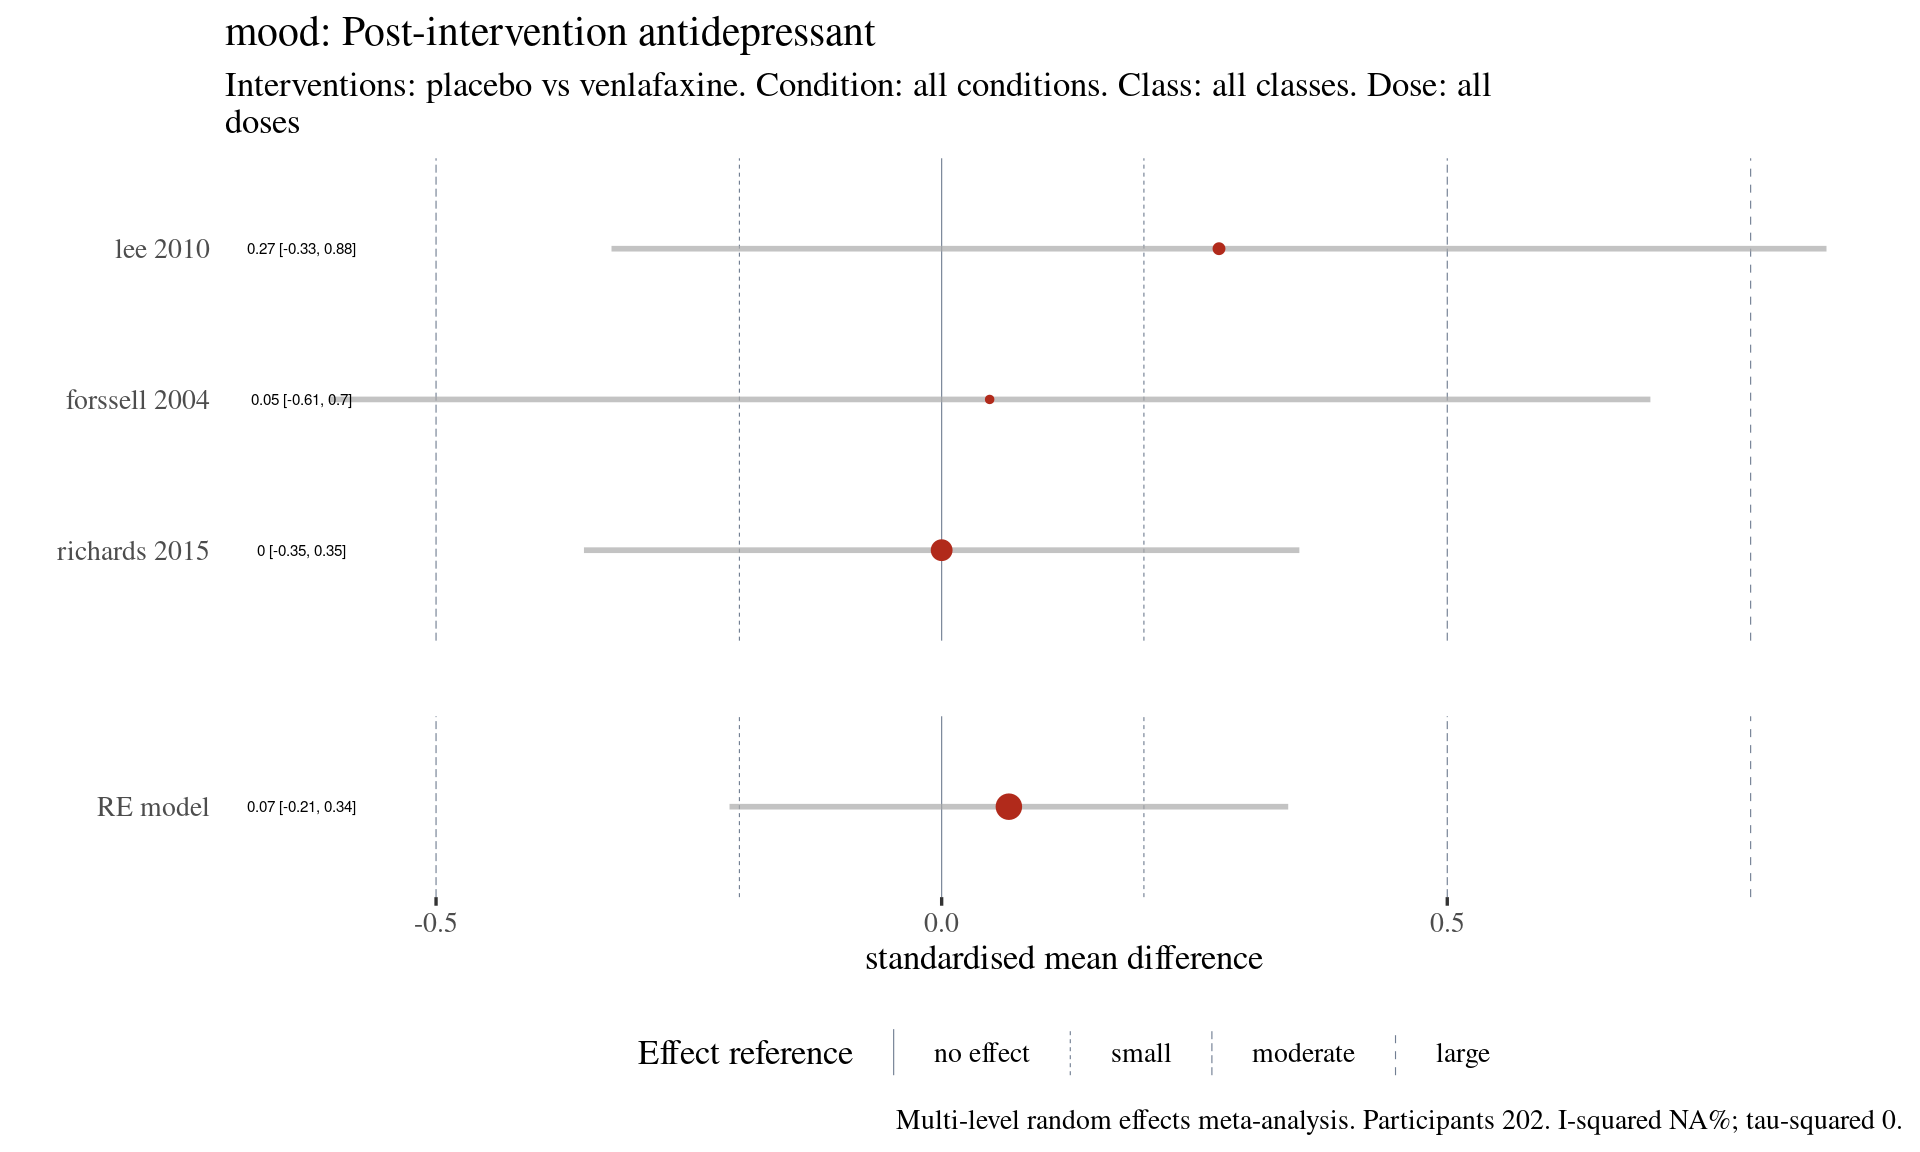 mood: Post-intervention antidepressant
Interventions: placebo vs venlafaxine. Condition: all conditions. Class: all classes. Dose: all
doses
lee 2010 0.27 [-0.33, 0.88]
forssell 2004 0.05 [-0.61, 0.7]
richards 2015 0 [-0.35, 0.35]
RE model 0.07 [-0.21, 0.34]
-0.5 0.0 0.5
standardised mean difference
Effect reference no effect small moderate large
Multi-level random effects meta-analysis. Participants 202. I-squared NA%; tau-squared 0.